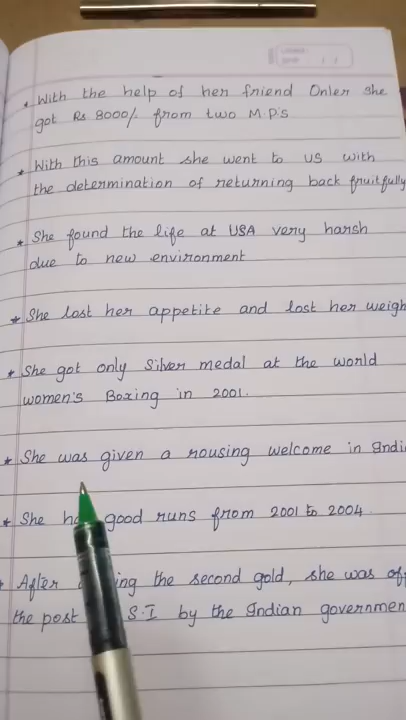 With the help of her friend Onler she
got Rs 8000/- from two M.P's
* With this amount she went to US with
the determination of returning back fruitfully
* She found the life at USA very harsh
due to new environment
* She lost her appetite and lost her weigh
* She got only Silver medal at the world
women's Boxing in 2001.
* She was given a rousing welcome in Indi
* She ha good runs from 2001 to 2004
* After ing the second gold, she was of
the post S.I by the Indian governmen